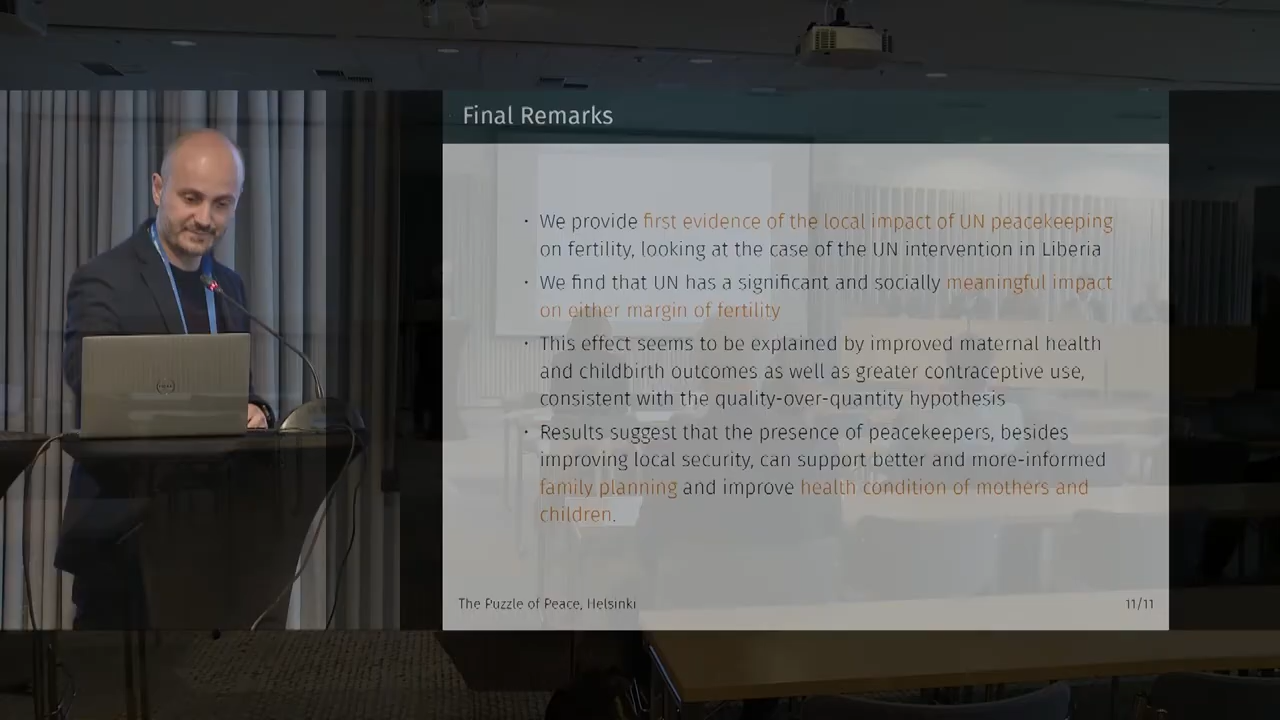 Final Remarks
• We provide first evidence of the local impact of UN peacekeeping
on fertility, looking at the case of the UN intervention in Liberia
• We find that UN has a significant and socially meaningful impact
on either margin of fertility
• This effect seems to be explained by improved maternal health
and childbirth outcomes as well as greater contraceptive use,
consistent with the quality-over-quantity hypothesis
• Results suggest that the presence of peacekeepers, besides
improving local security, can support better and more-informed
family planning and improve health condition of mothers and
children.
The Puzzle of Peace, Helsinki
11/11
DELL